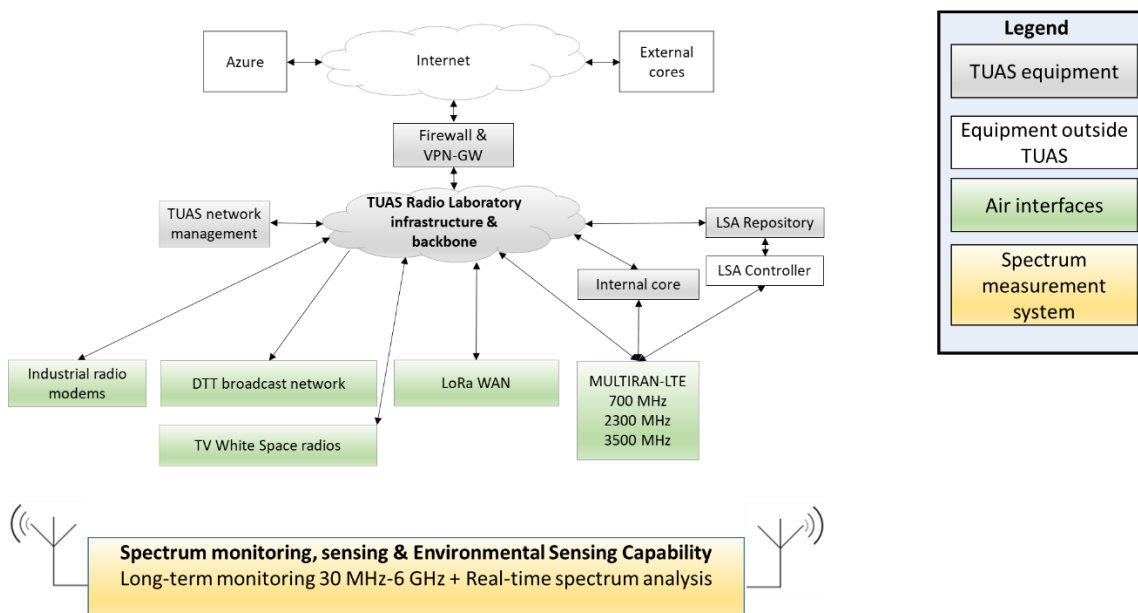 Azure
Internet
External
cores
Firewall &
VPN-GW
TUAS network
management
TUAS Radio Laboratory
infrastructure &
backbone
LSA Repository
LSA Controller
Internal core
Industrial radio
modems
DTT broadcast network
LoRa WAN
MULTIRAN-LTE
700 MHz
2300 MHz
3500 MHz
TV White Space radios
Spectrum monitoring, sensing & Environmental Sensing Capability
Long-term monitoring 30 MHz-6 GHz + Real-time spectrum analysis
Legend
TUAS equipment
Equipment outside
TUAS
Air interfaces
Spectrum
measurement
system